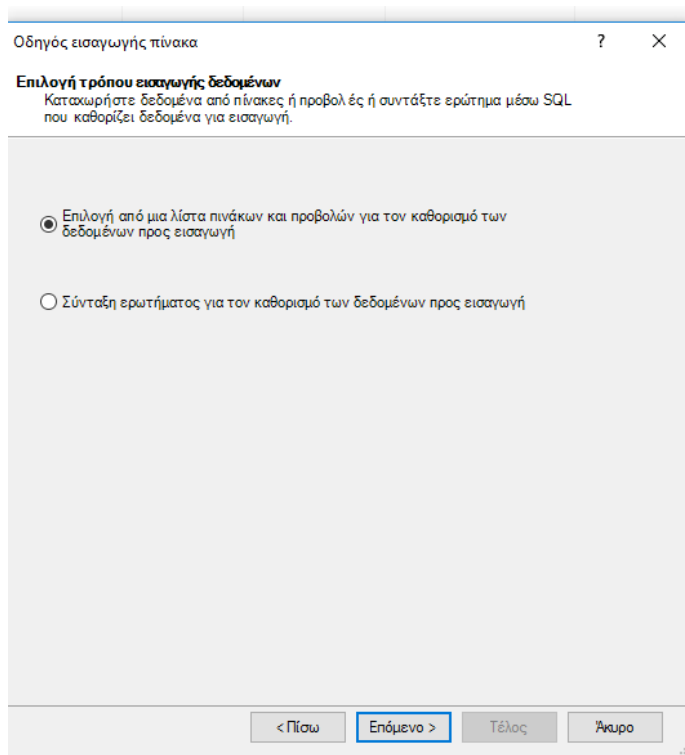 Οδηγός εισαγωγής πίνακα ? ×
Επιλογή τρόπου εισαγωγής δεδομένων
Καταχωρήστε δεδομένα από πίνακες ή προβολές ή συντάξτε ερώτημα μέσω SQL
που καθορίζει δεδομένα για εισαγωγή.
Επιλογή από μια λίστα πινάκων και προβολών για τον καθορισμό των
δεδομένων προς εισαγωγή
Σύνταξη ερωτήματος για τον καθορισμό των δεδομένων προς εισαγωγή
< Πίσω Επόμενο > Τέλος Άκυρο